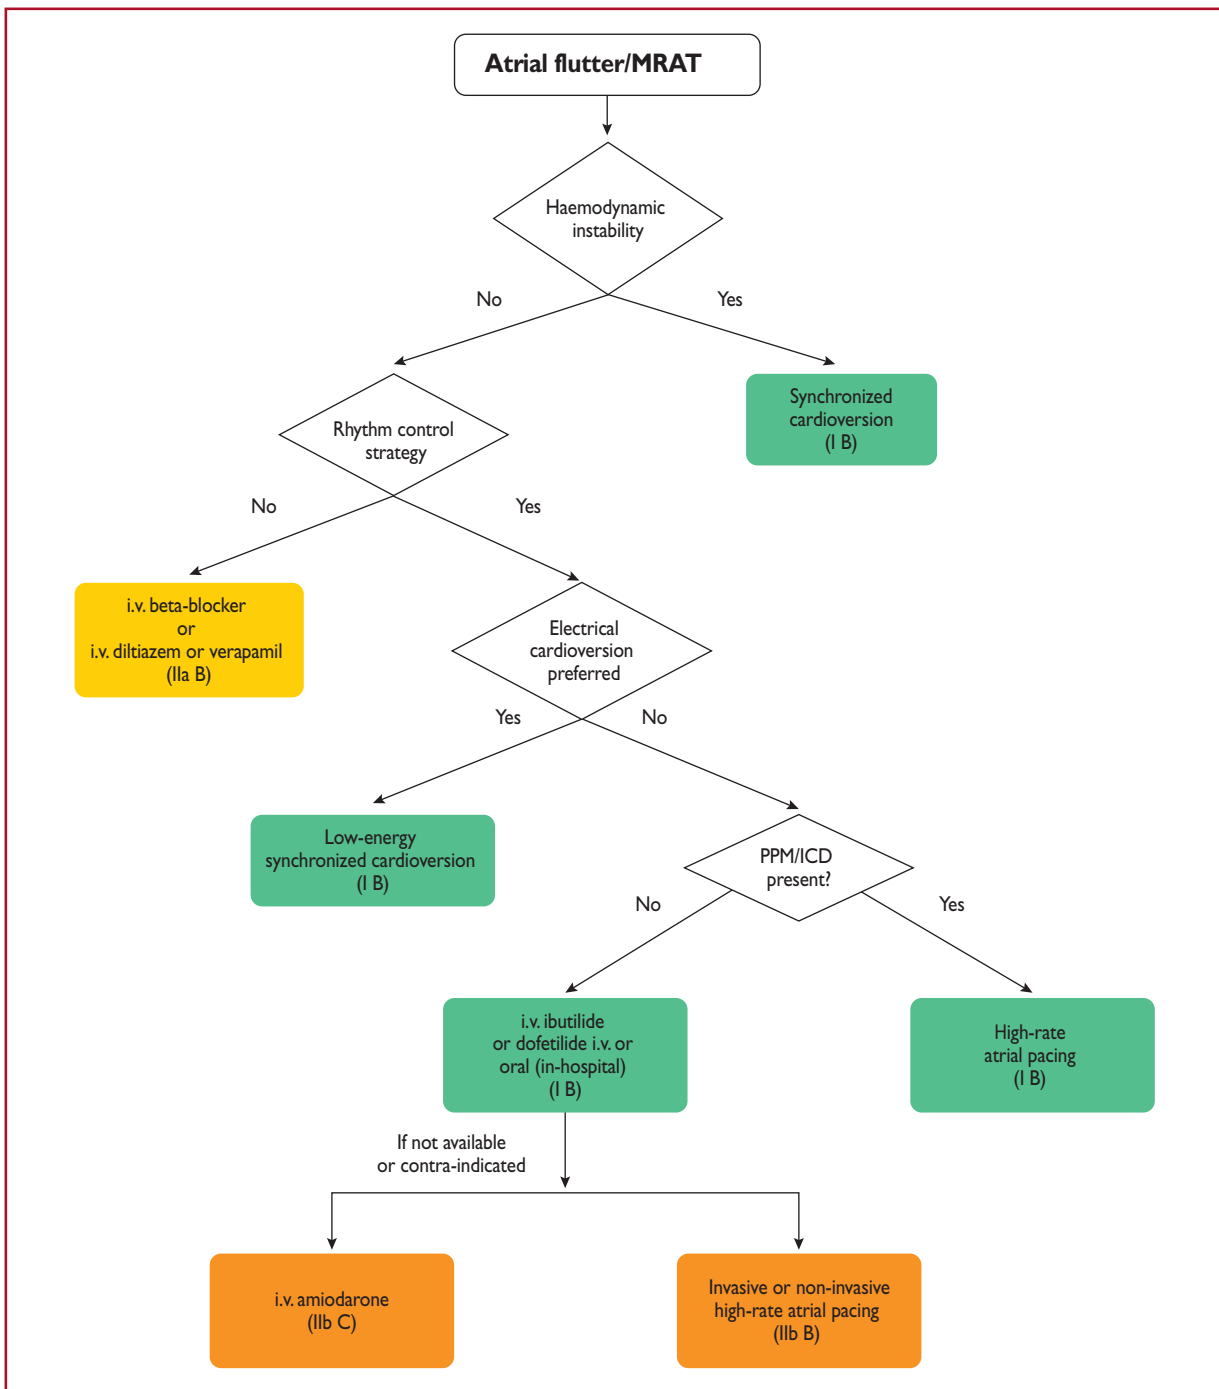 Atrial flutter/MRAT
Haemodynamic
instability
No
Yes
Rhythm control
strategy
Synchronized
cardioversion
(I B)
No
Yes
i.v. beta-blocker
or
i.v. diltiazem or verapamil
(IIa B)
Electrical
cardioversion
preferred
Yes
No
Low-energy
synchronized cardioversion
(I B)
PPM/ICD
present?
No
Yes
i.v. ibutilide
or dofetilide i.v. or
oral (in-hospital)
(I B)
High-rate
atrial pacing
(I B)
If not available
or contra-indicated
i.v. amiodarone
(IIb C)
Invasive or non-invasive
high-rate atrial pacing
(IIb B)